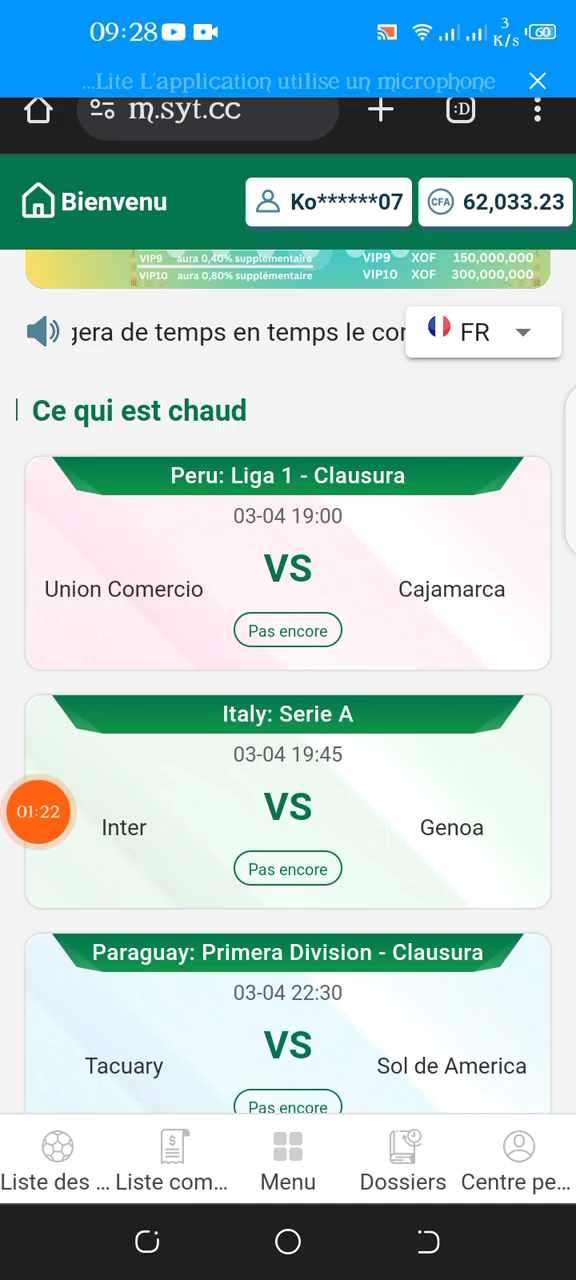 09:28
3
K/s
60
...Lite L'application utilise un microphone
m.syt.cc
:D
Bienvenu
Ko******07
CFA
62,033.23
VIP9 aura 0,40% supplémentaire
VIP9 XOF 150,000,000
VIP10 aura 0,80% supplémentaire
VIP10 XOF 300,000,000
gera de temps en temps le con
FR
Ce qui est chaud
Peru: Liga 1 - Clausura
03-04 19:00
VS
Union Comercio
Cajamarca
Pas encore
Italy: Serie A
03-04 19:45
VS
01:22
Inter
Genoa
Pas encore
Paraguay: Primera Division - Clausura
03-04 22:30
VS
Tacuary
Sol de America
Pas encore
Liste des ...
Liste com...
Menu
Dossiers
Centre pe...